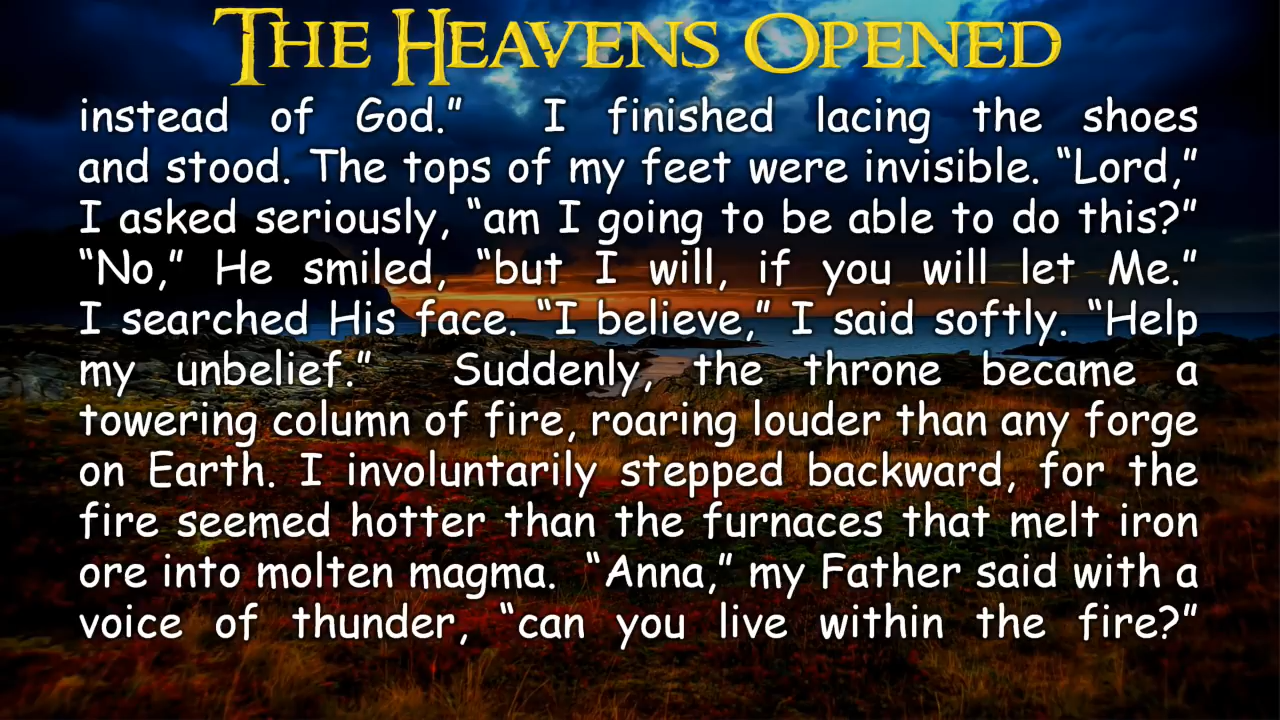 THE HEAVENS OPENED
instead of God.” I finished lacing the shoes
and stood. The tops of my feet were invisible. “Lord,”
I asked seriously, “am I going to be able to do this?”
“No,” He smiled, “but I will, if you will let Me.”
I searched His face. “I believe,” I said softly. “Help
my unbelief.” Suddenly, the throne became a
towering column of fire, roaring louder than any forge
on Earth. I involuntarily stepped backward, for the
fire seemed hotter than the furnaces that melt iron
ore into molten magma. “Anna,” my Father said with a
voice of thunder, “can you live within the fire?”